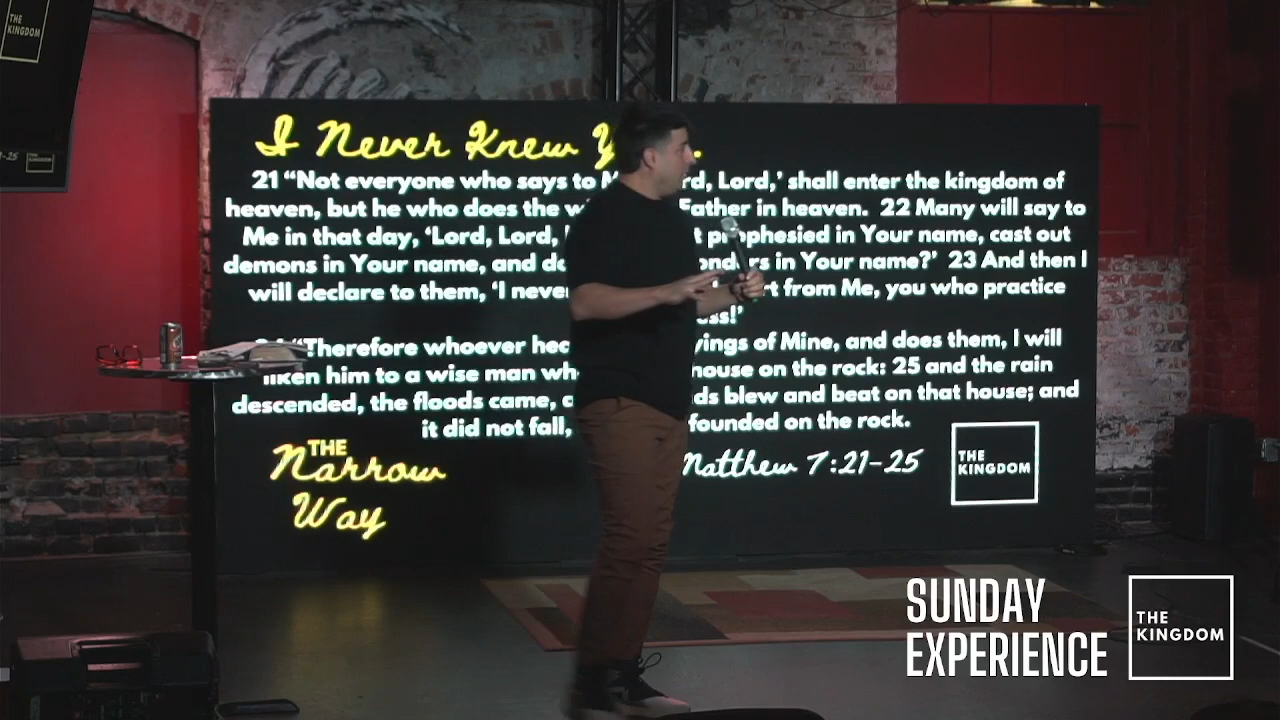 THE
KINGDOM
I Never Knew Y
21 “Not everyone who says to M rd, Lord,’ shall enter the kingdom of
heaven, but he who does the wi Father in heaven. 22 Many will say to
Me in that day, ‘Lord, Lord, t prophesied in Your name, cast out
demons in Your name, and do onders in Your name?’ 23 And then I
will declare to them, ‘I never rt from Me, you who practice
ess!’
“Therefore whoever hea yings of Mine, and does them, I will
liken him to a wise man wh house on the rock: 25 and the rain
descended, the floods came, a ds blew and beat on that house; and
it did not fall, founded on the rock.
THE
Narrow
Way
Matthew 7:21-25
THE
KINGDOM
SUNDAY
EXPERIENCE
THE
KINGDOM